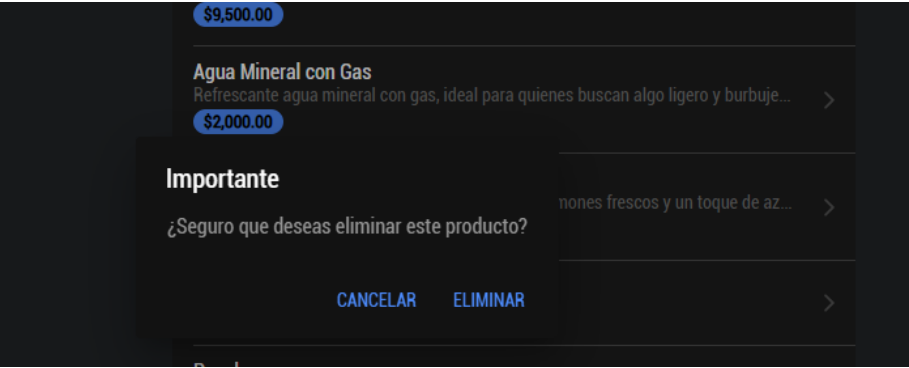 $9,500.00
Agua Mineral con Gas
Refrescante agua mineral con gas, ideal para quienes buscan algo ligero y burbuje...
$2,000.00
Importante
mones frescos y un toque de az...
¿Seguro que deseas eliminar este producto?
CANCELAR ELIMINAR